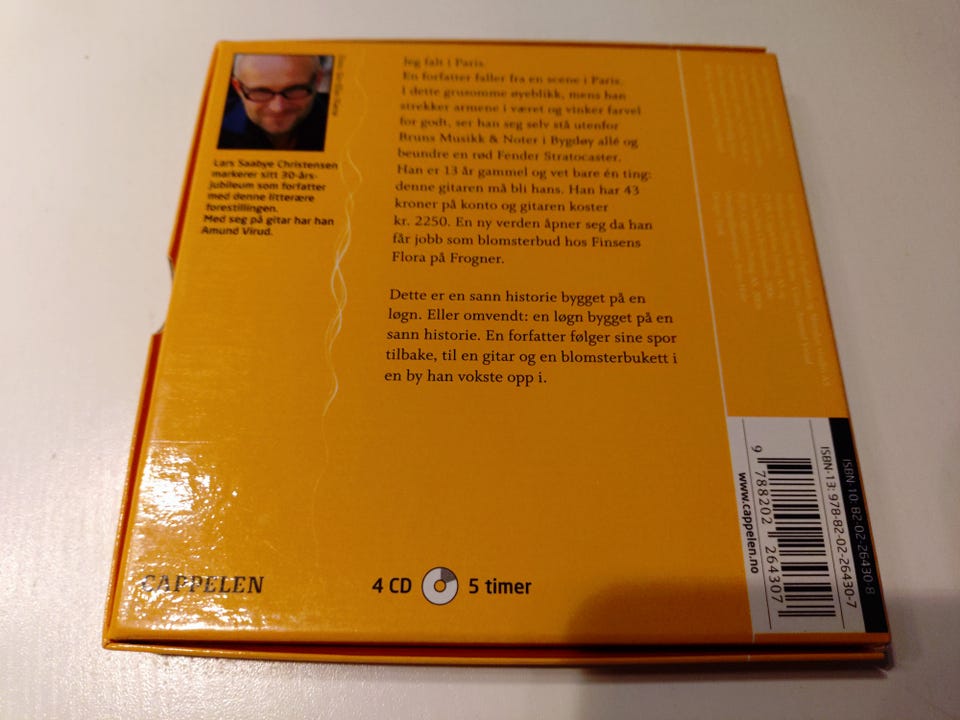 Lars Saabye Christensen
markerer sitt 30-års-
jubileum som forfatter
med denne litterære
forestillingen.
Med seg på gitar har han
Amund Virud.
Jeg falt i Paris.
En forfatter faller fra en scene i Paris.
I dette grusomme øyeblikk, mens han
strekker armene i været og vinker farvel
for godt, ser han seg selv stå utenfor
Bruns Musikk & Noter i Bygdøy allé og
beundre en rød Fender Stratocaster.
Han er 13 år gammel og vet bare én ting:
denne gitaren må bli hans. Han har 43
kroner på konto og gitaren koster
kr. 2250. En ny verden åpner seg da han
får jobb som blomsterbud hos Finsens
Flora på Frogner.
Dette er en sann historie bygget på en
løgn. Eller omvendt: en løgn bygget på en
sann historie. En forfatter følger sine spor
tilbake, til en gitar og en blomsterbukett i
en by han vokste opp i.
CAPPELEN
4 CD
5 timer
ISBN-10: 82-02-26430-8
ISBN-13: 978-82-02-26430-7
9 788202 264307
www.cappelen.no